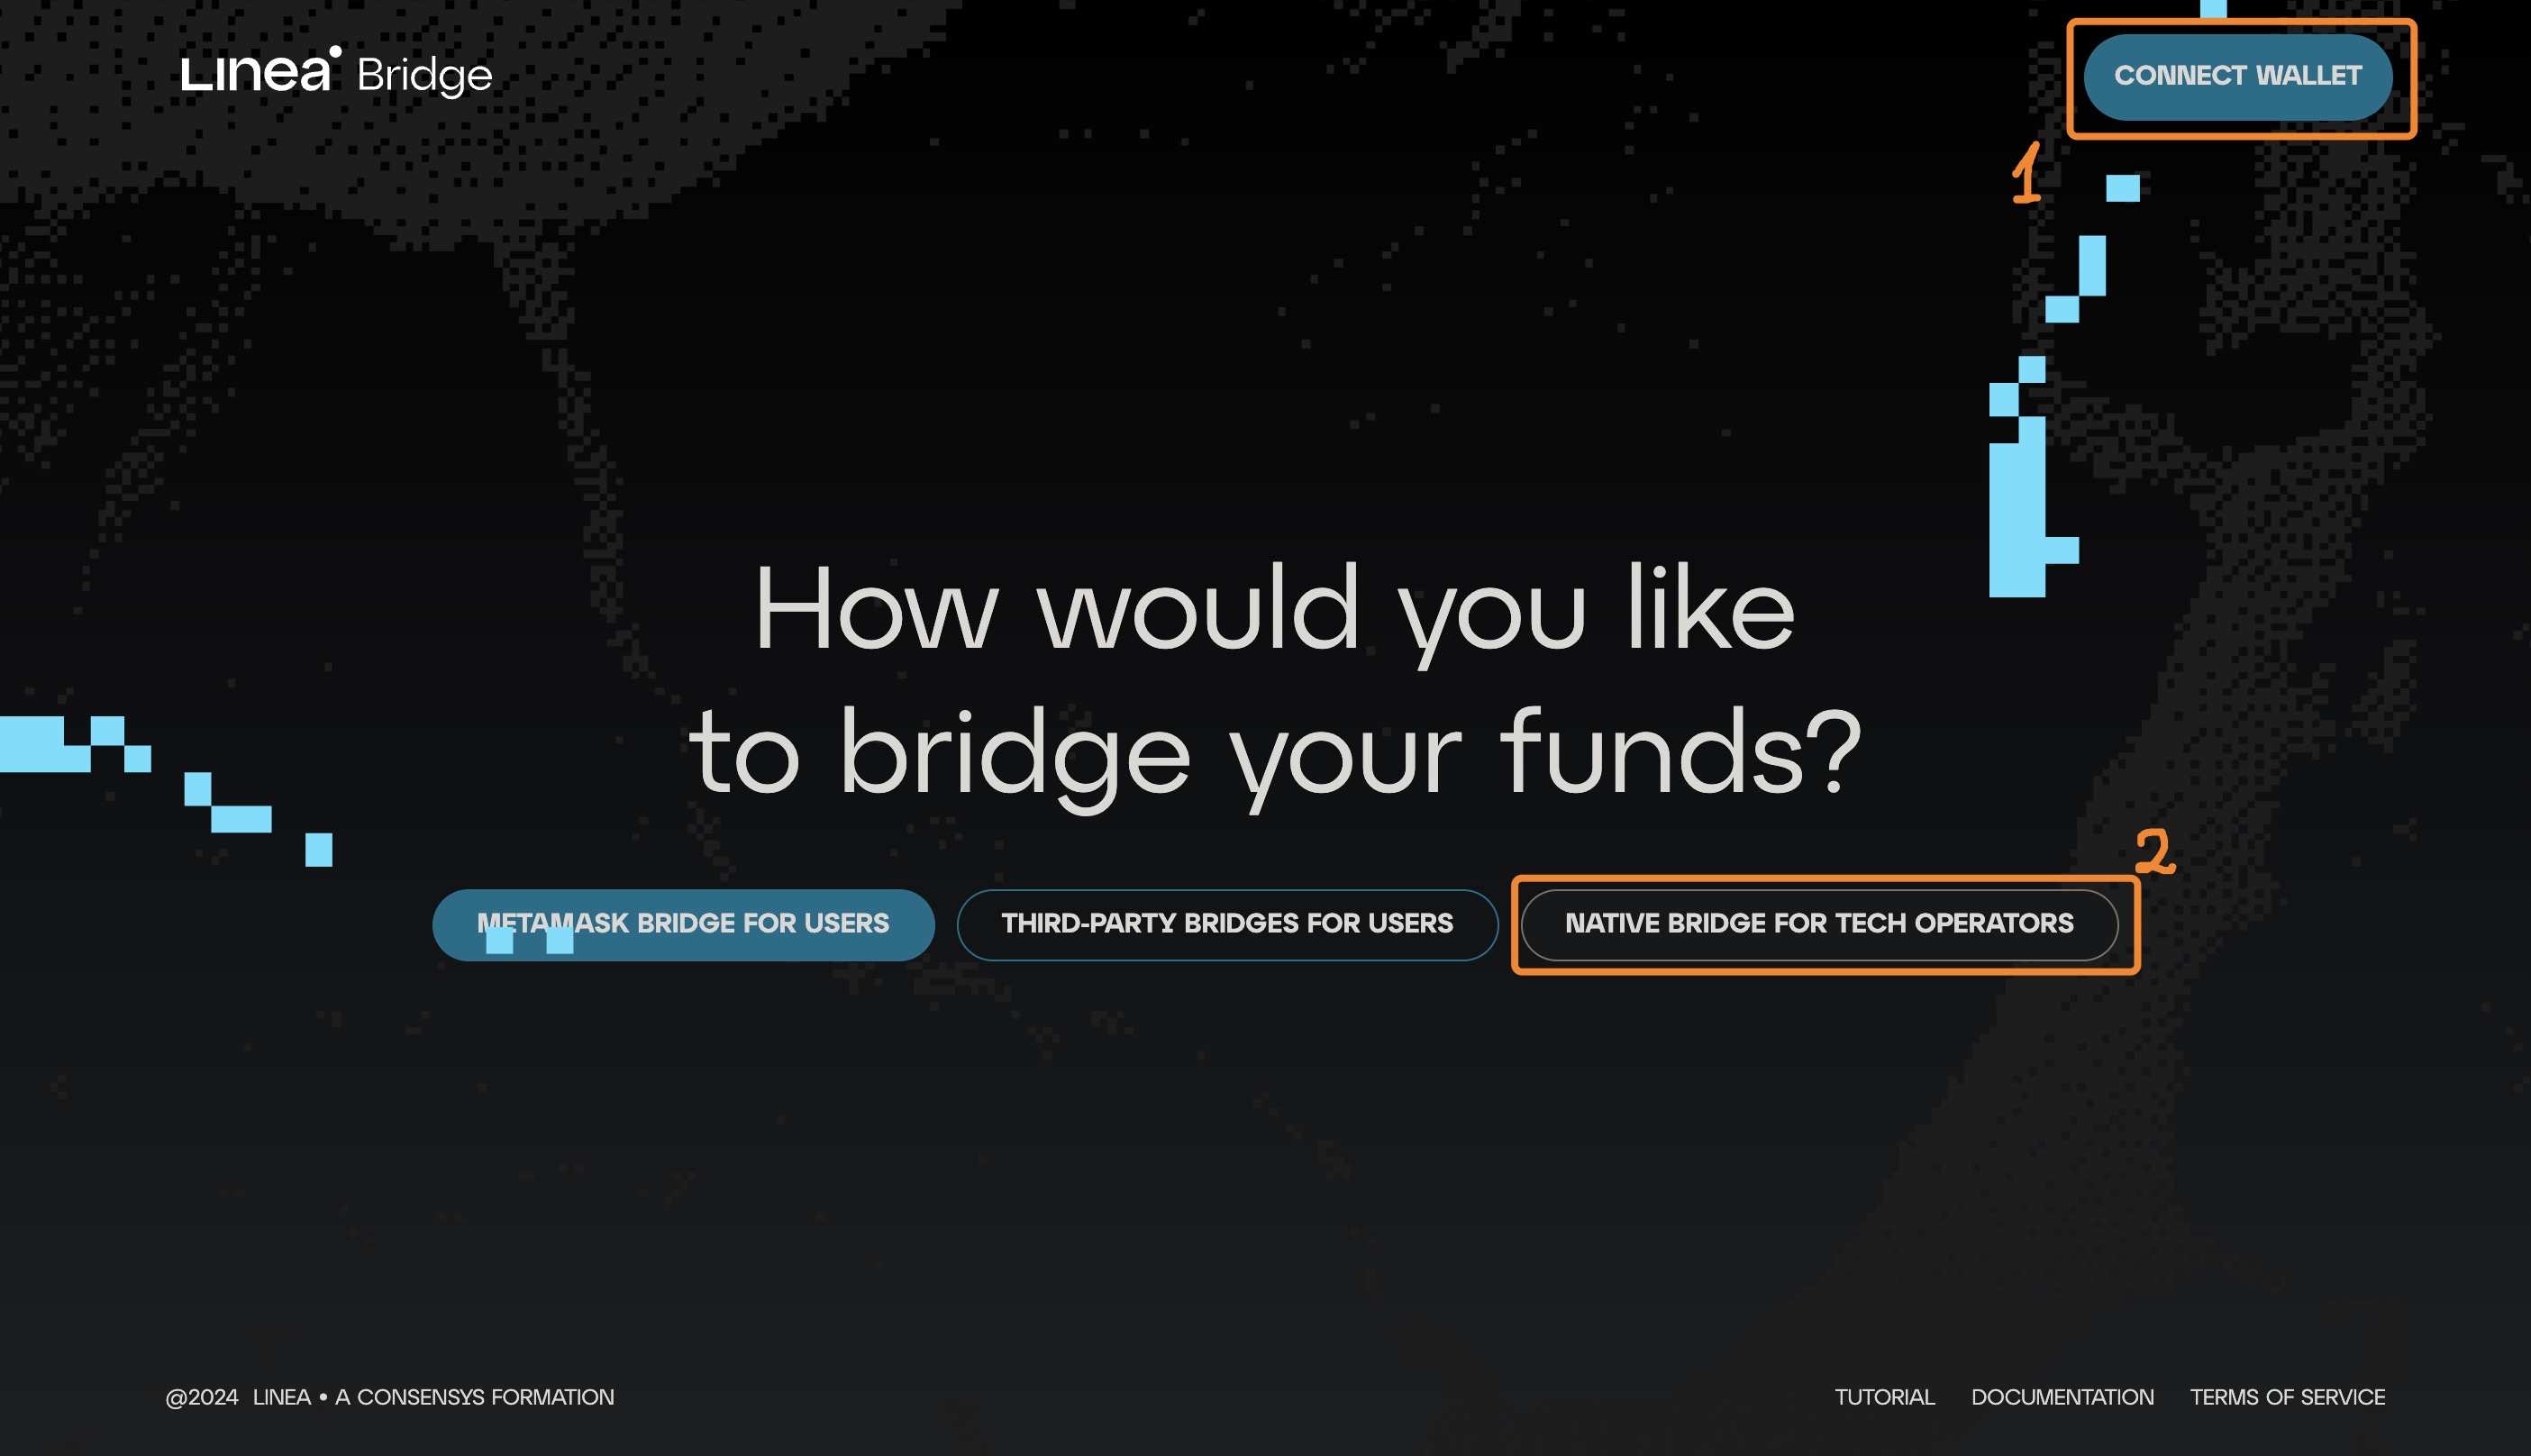 Linea Bridge
CONNECT WALLET
1
How would you like
to bridge your funds?
2
METAMASK BRIDGE FOR USERS
THIRD-PARTY BRIDGES FOR USERS
NATIVE BRIDGE FOR TECH OPERATORS
@2024 LINEA • A CONSENSYS FORMATION
TUTORIAL DOCUMENTATION TERMS OF SERVICE